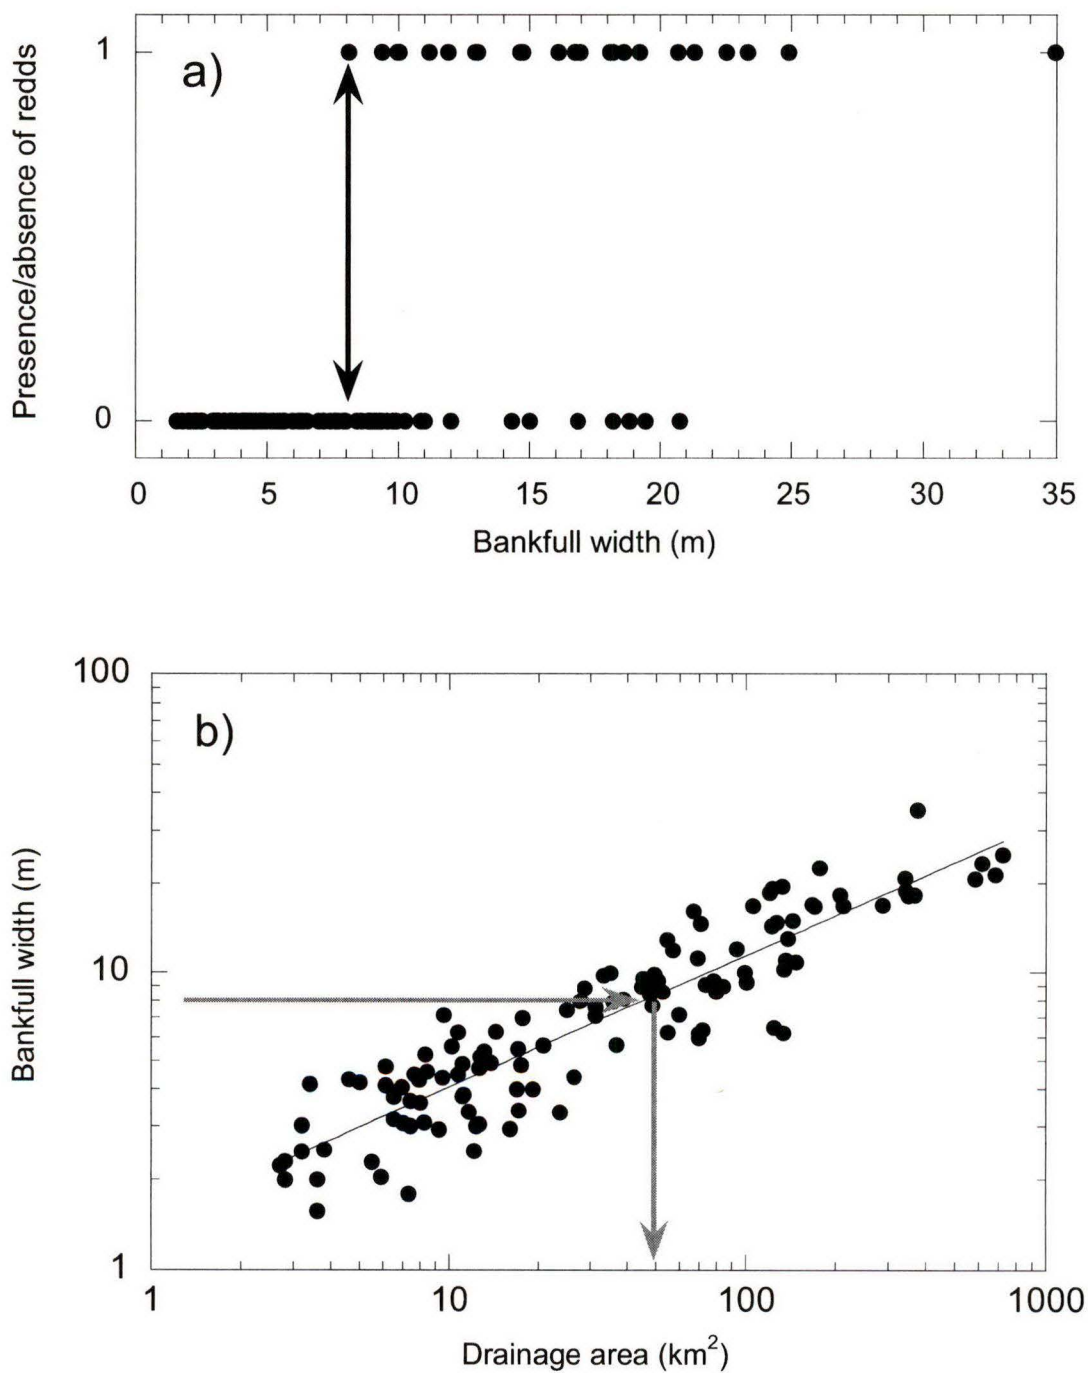 Presence/absence of redds
1
0
a)
0 5 10 15 20 25 30 35
Bankfull width (m)
Bankfull width (m)
100
10
1
b)
1 10 100 1000
Drainage area (km²)